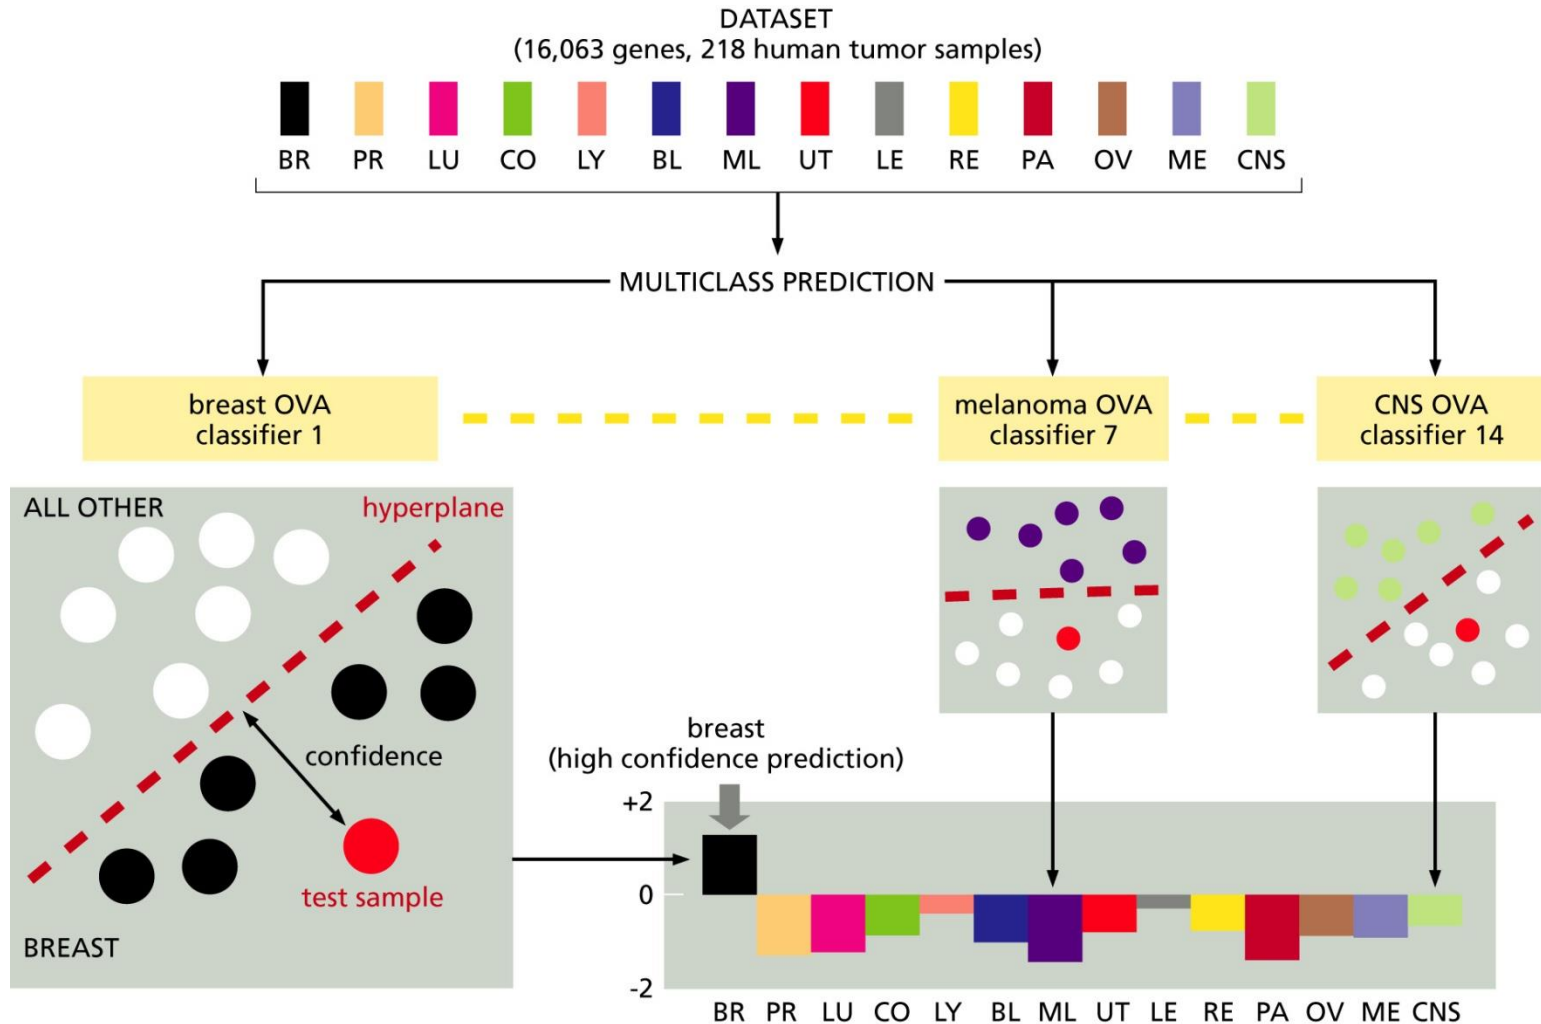 DATASET
(16,063 genes, 218 human tumor samples)
BR PR LU CO LY BL ML UT LE RE PA OV ME CNS
MULTICLASS PREDICTION
breast OVA
classifier 1
melanoma OVA
classifier 7
CNS OVA
classifier 14
ALL OTHER
hyperplane
confidence
test sample
BREAST
breast
(high confidence prediction)
+2
0
-2
BR PR LU CO LY BL ML UT LE RE PA OV ME CNS